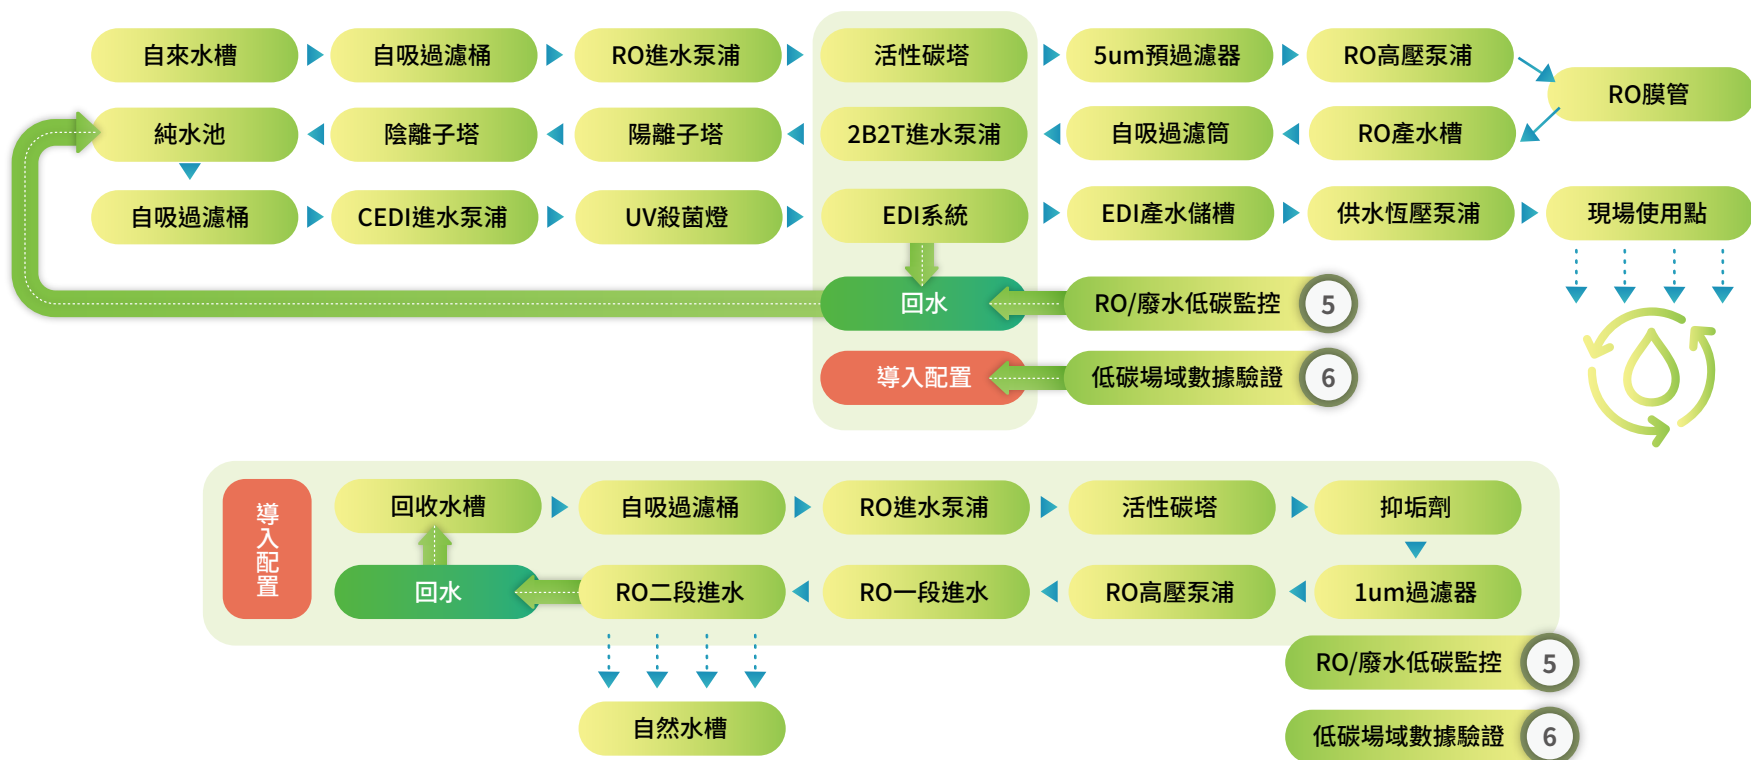 自來水槽
自吸過濾桶
RO進水泵浦
活性碳塔
5um預過濾器
RO高壓泵浦
RO膜管
純水池
陰離子塔
陽離子塔
2B2T進水泵浦
自吸過濾筒
RO產水槽
自吸過濾桶
CEDI進水泵浦
UV殺菌燈
EDI系統
EDI產水儲槽
供水恆壓泵浦
現場使用點
回水
RO/廢水低碳監控
5
導入配置
低碳場域數據驗證
6
導入配置
回收水槽
自吸過濾桶
RO進水泵浦
活性碳塔
抑垢劑
回水
RO二段進水
RO一段進水
RO高壓泵浦
1um過濾器
RO/廢水低碳監控
5
自然水槽
低碳場域數據驗證
6